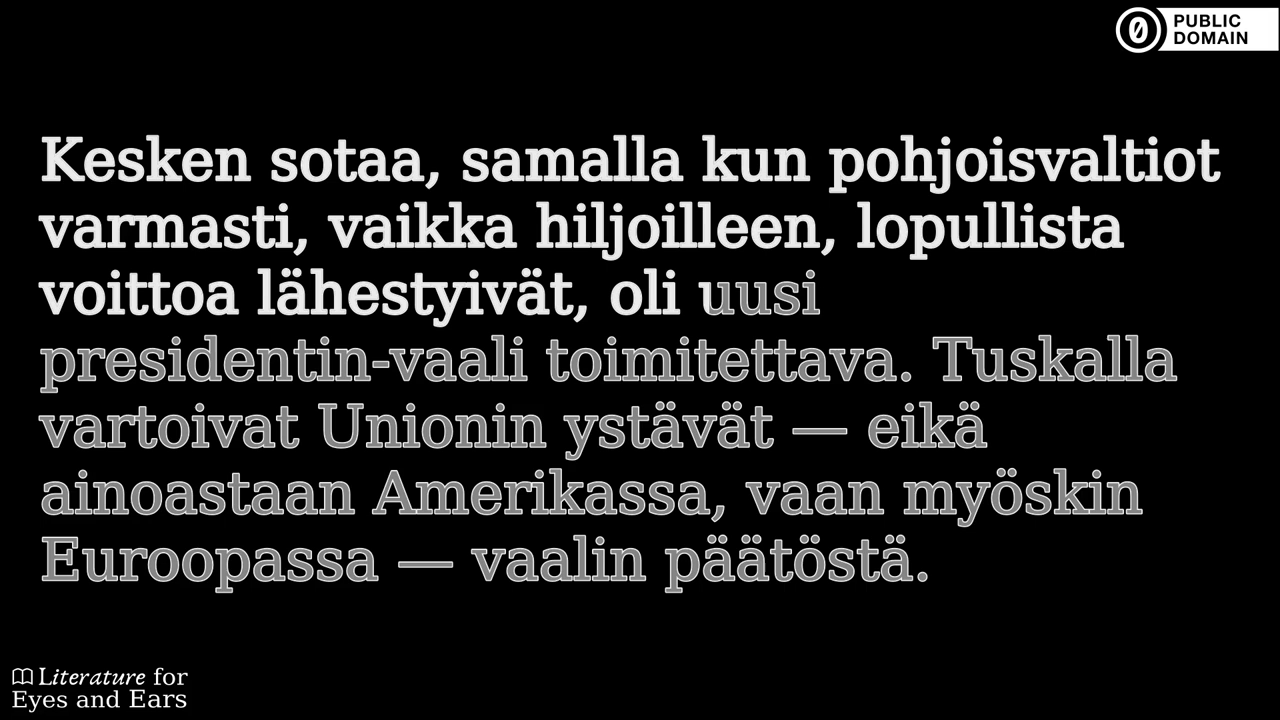 PUBLIC
DOMAIN
Kesken sotaa, samalla kun pohjoisvaltiot
varmasti, vaikka hiljoilleen, lopullista
voittoa lähestyivät, oli uusi
presidentin-vaali toimitettava. Tuskalla
vartoivat Unionin ystävät — eikä
ainoastaan Amerikassa, vaan myöskin
Euroopassa — vaalin päätöstä.
Literature for
Eyes and Ears